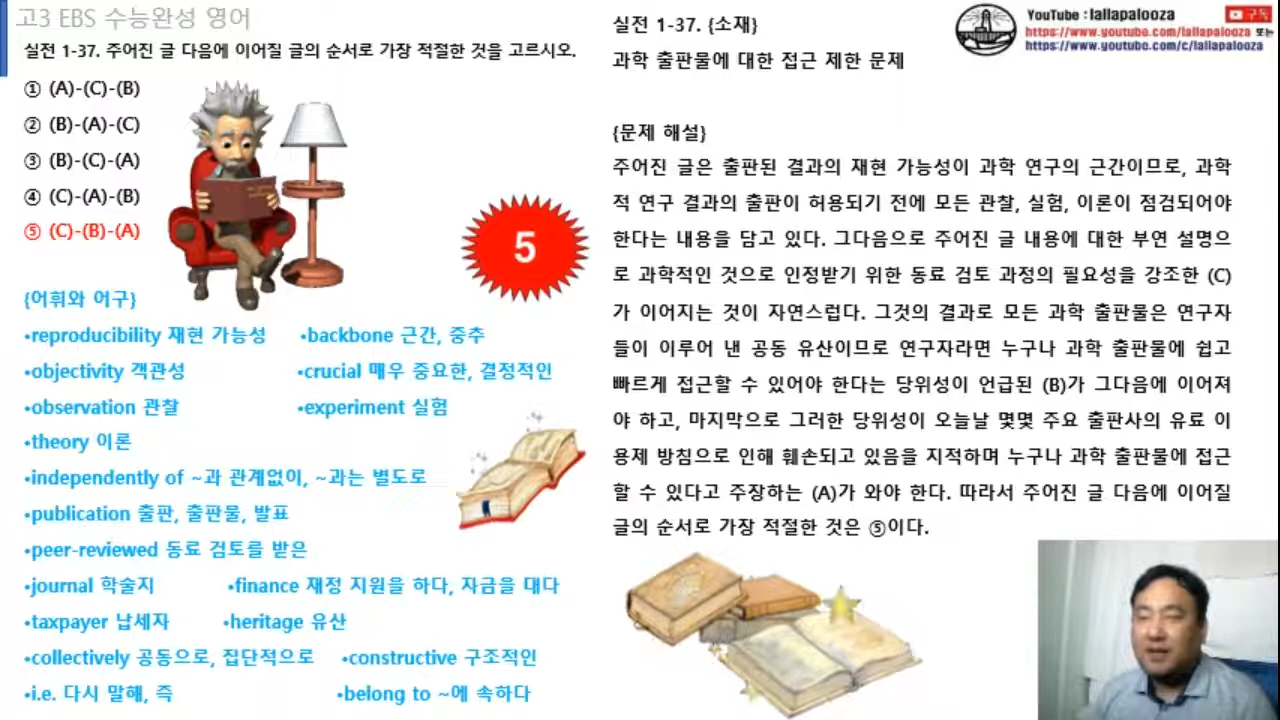 고3 EBS 수능완성 영어
실전 1-37. 주어진 글 다음에 이어질 글의 순서로 가장 적절한 것을 고르시오.
① (A)-(C)-(B)
② (B)-(A)-(C)
③ (B)-(C)-(A)
④ (C)-(A)-(B)
⑤ (C)-(B)-(A)
5
{어휘와 어구}
•reproducibility 재현 가능성 •backbone 근간, 중추
•objectivity 객관성 •crucial 매우 중요한, 결정적인
•observation 관찰 •experiment 실험
•theory 이론
•independently of ~과 관계없이, ~과는 별도로
•publication 출판, 출판물, 발표
•peer-reviewed 동료 검토를 받은
•journal 학술지 •finance 재정 지원을 하다, 자금을 대다
•taxpayer 납세자 •heritage 유산
•collectively 공동으로, 집단적으로 •constructive 구조적인
•i.e. 다시 말해, 즉 •belong to ~에 속하다
실전 1-37. {소재}
과학 출판물에 대한 접근 제한 문제
{문제 해설}
주어진 글은 출판된 결과의 재현 가능성이 과학 연구의 근간이므로, 과학
적 연구 결과의 출판이 허용되기 전에 모든 관찰, 실험, 이론이 점검되어야
한다는 내용을 담고 있다. 그다음으로 주어진 글 내용에 대한 부연 설명으
로 과학적인 것으로 인정받기 위한 동료 검토 과정의 필요성을 강조한 (C)
가 이어지는 것이 자연스럽다. 그것의 결과로 모든 과학 출판물은 연구자
들이 이루어 낸 공동 유산이므로 연구자라면 누구나 과학 출판물에 쉽고
빠르게 접근할 수 있어야 한다는 당위성이 언급된 (B)가 그다음에 이어져
야 하고, 마지막으로 그러한 당위성이 오늘날 몇몇 주요 출판사의 유료 이
용제 방침으로 인해 훼손되고 있음을 지적하며 누구나 과학 출판물에 접근
할 수 있다고 주장하는 (A)가 와야 한다. 따라서 주어진 글 다음에 이어질
글의 순서로 가장 적절한 것은 ⑤이다.
YouTube : lallapalooza 구독
https://www.youtube.com/lallapalooza 또는
https://www.youtube.com/c/lallapalooza